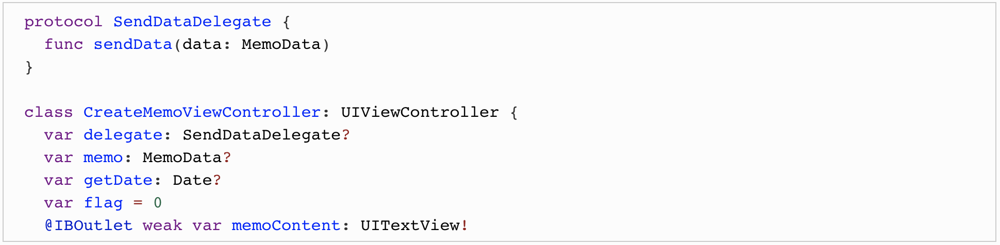 protocol SendDataDelegate {
  func sendData(data: MemoData)
}

class CreateMemoViewController: UIViewController {
  var delegate: SendDataDelegate?
  var memo: MemoData?
  var getDate: Date?
  var flag = 0
  @IBOutlet weak var memoContent: UITextView!